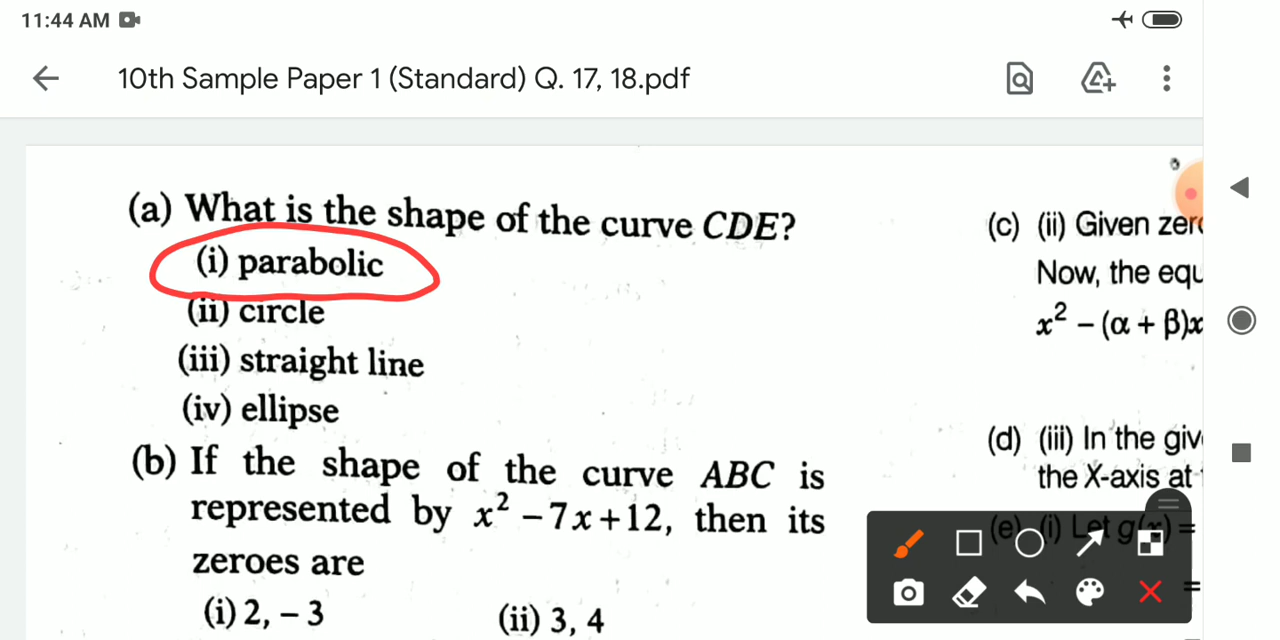 11:44 AM
10th Sample Paper 1 (Standard) Q. 17, 18.pdf
(a) What is the shape of the curve CDE?
(i) parabolic
(ii) circle
(iii) straight line
(iv) ellipse
(b) If the shape of the curve ABC is
represented by x² – 7x + 12, then its
zeroes are
(i) 2, – 3 (ii) 3, 4
(c) (ii) Given zer
Now, the equ
x² – (α + β)x
(d) (iii) In the giv
the X-axis at
(e) (i) Let g(x) =
=